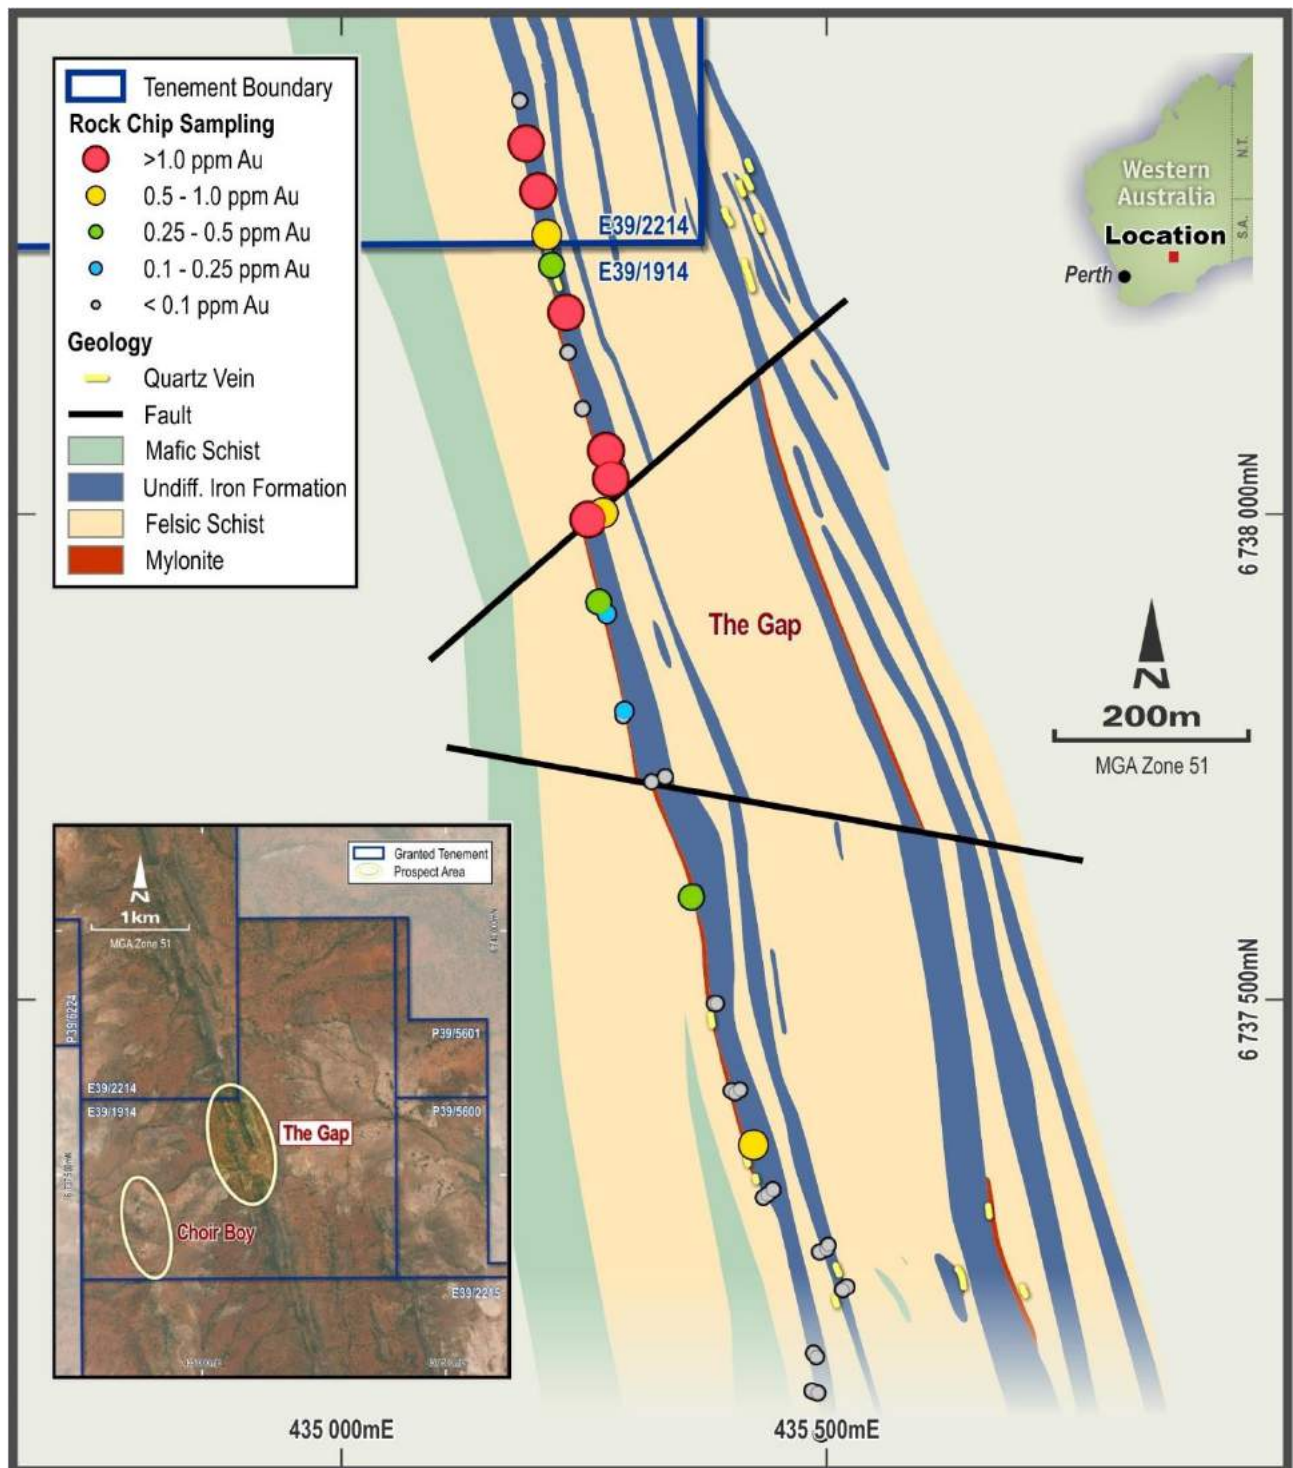 Tenement Boundary
Rock Chip Sampling
>1.0 ppm Au
0.5 - 1.0 ppm Au
0.25 - 0.5 ppm Au
0.1 - 0.25 ppm Au
< 0.1 ppm Au
Geology
Quartz Vein
Fault
Mafic Schist
Undiff. Iron Formation
Felsic Schist
Mylonite
E39/2214
E39/1914
Western
Australia
N.T.
S.A.
Location
Perth
The Gap
6 738 000mN
N
200m
MGA Zone 51
6 737 500mN
Granted Tenement
Prospect Area
N
1km
MGA Zone 51
P39/6224
P39/5601
E39/2214
E39/1914
P39/5600
The Gap
Choir Boy
E39/2215
435 000mE
435 500mE